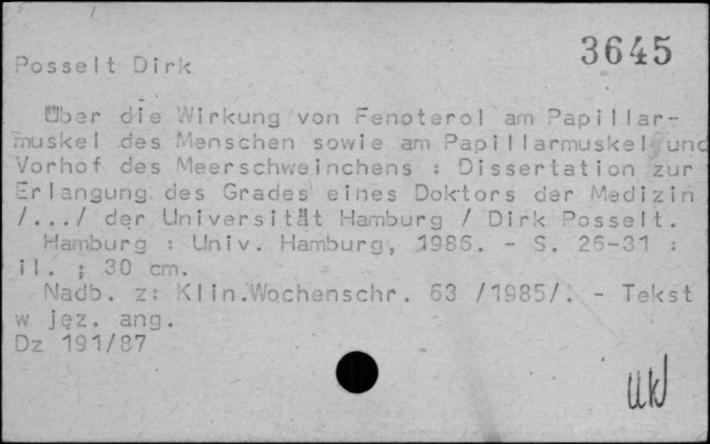 3645
Posselt Dirk
Über die Wirkung von Fenoterol am Papillar-
muskel des Menschen sowie am Papillarmuskel und
Vorhof des Meerschweinchens : Dissertation zur
Erlangung des Grades eines Doktors der Medizin
/.../ der Universität Hamburg / Dirk Posselt.
Hamburg : Univ. Hamburg, 1986. - S. 26-31 :
il. ; 30 cm.
Nadb. z: Klin.Wochenschr. 63 /1985/. - Tekst
w jęz. ang.
Dz 191/87